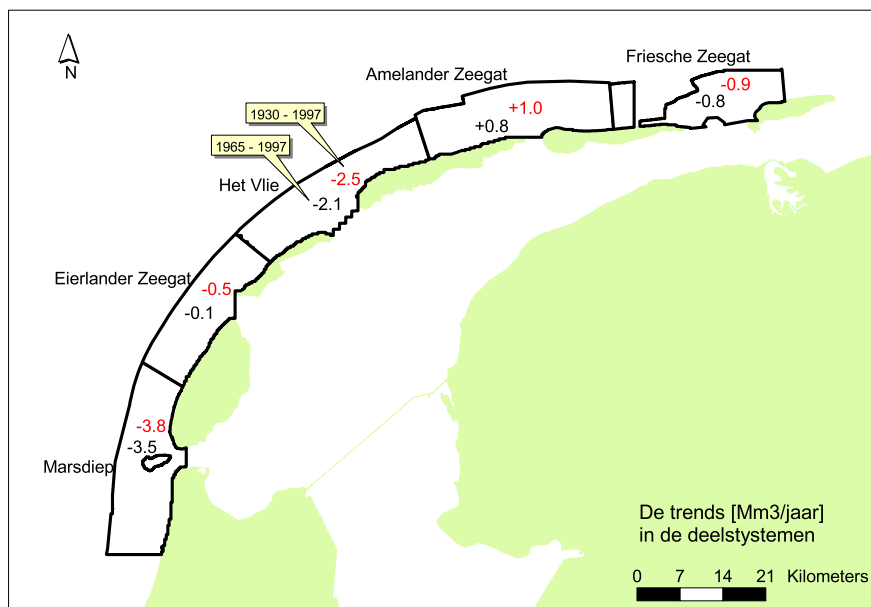 N
Friesche Zeegat
Amelander Zeegat
-0.9
-0.8
+1.0
+0.8
1930 - 1997
1965 - 1997
Het Vlie
-2.5
-2.1
Eierlander Zeegat
-0.5
-0.1
-3.8
-3.5
Marsdiep
De trends [Mm3/jaar]
in de deelstystemen
0 7 14 21 Kilometers